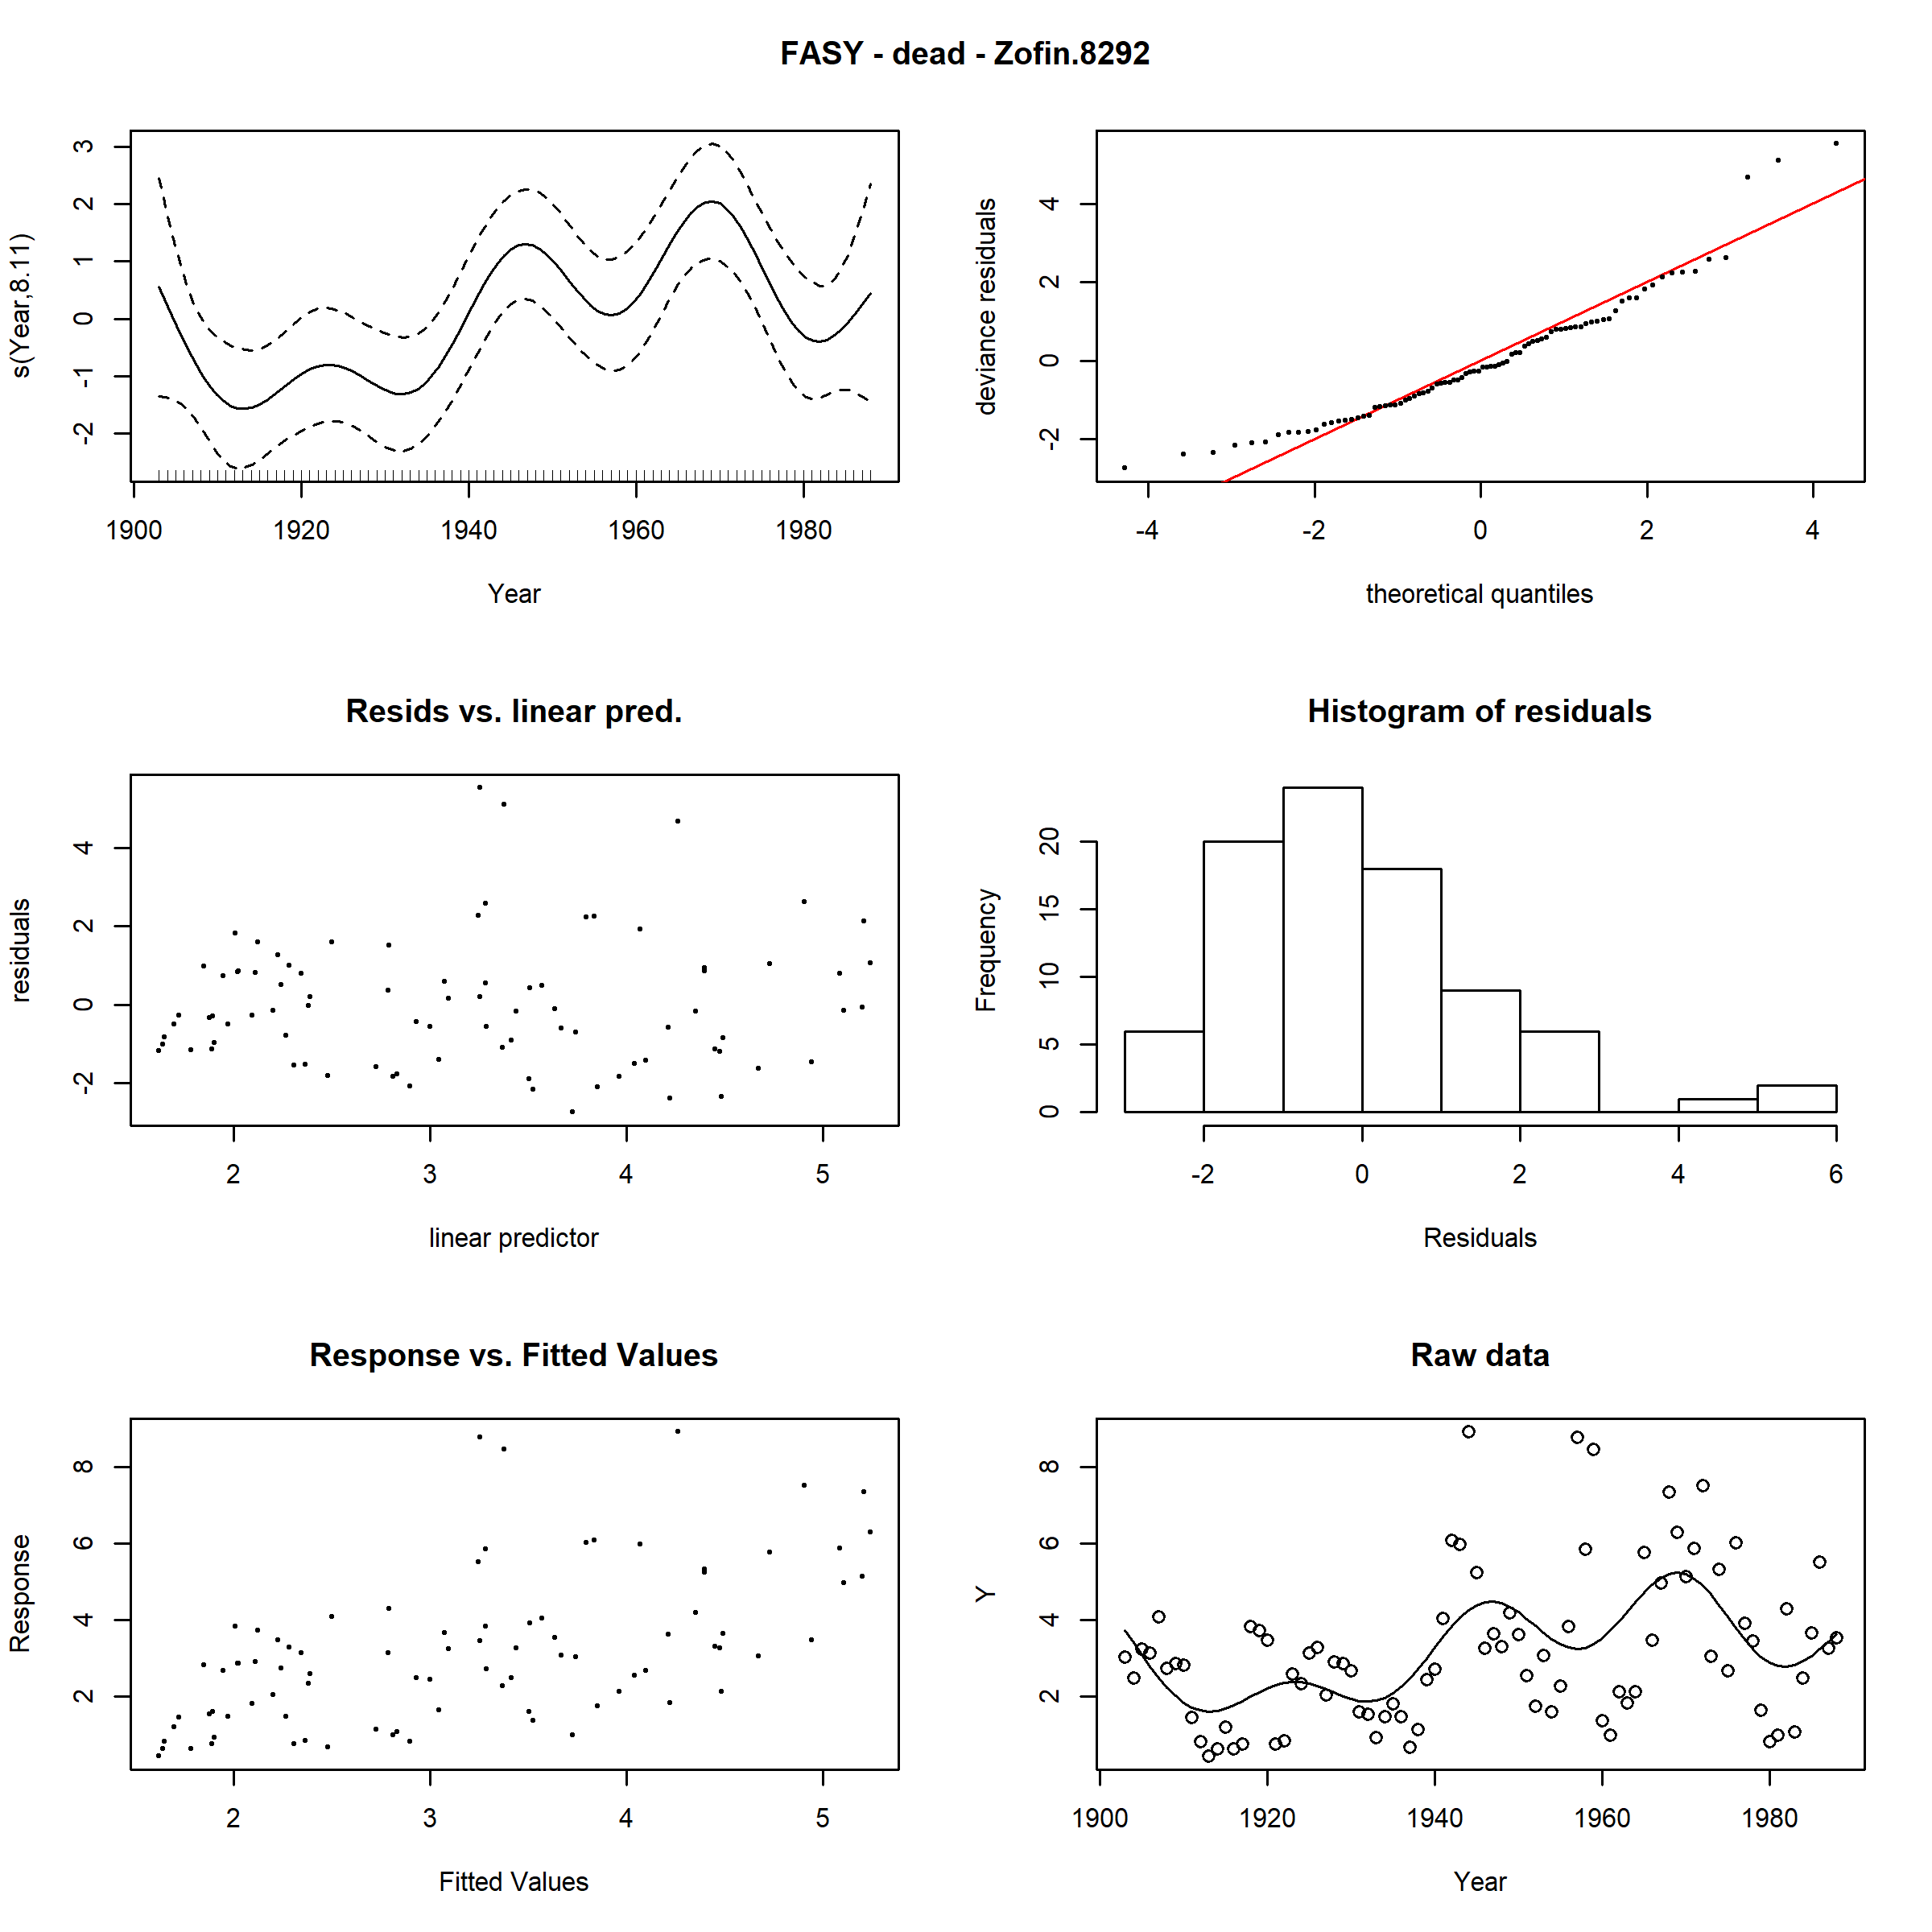 FASY - dead - Zofin.8292
s(Year,8.11)
3
2
1
0
-1
-2
1900 1920 1940 1960 1980
Year
deviance residuals
4
2
0
-2
-4 -2 0 2 4
theoretical quantiles
Resids vs. linear pred.
residuals
4
2
0
-2
2 3 4 5
linear predictor
Histogram of residuals
Frequency
20
15
10
5
0
-2 0 2 4 6
Residuals
Response vs. Fitted Values
Response
8
6
4
2
2 3 4 5
Fitted Values
Raw data
Y
8
6
4
2
1900 1920 1940 1960 1980
Year